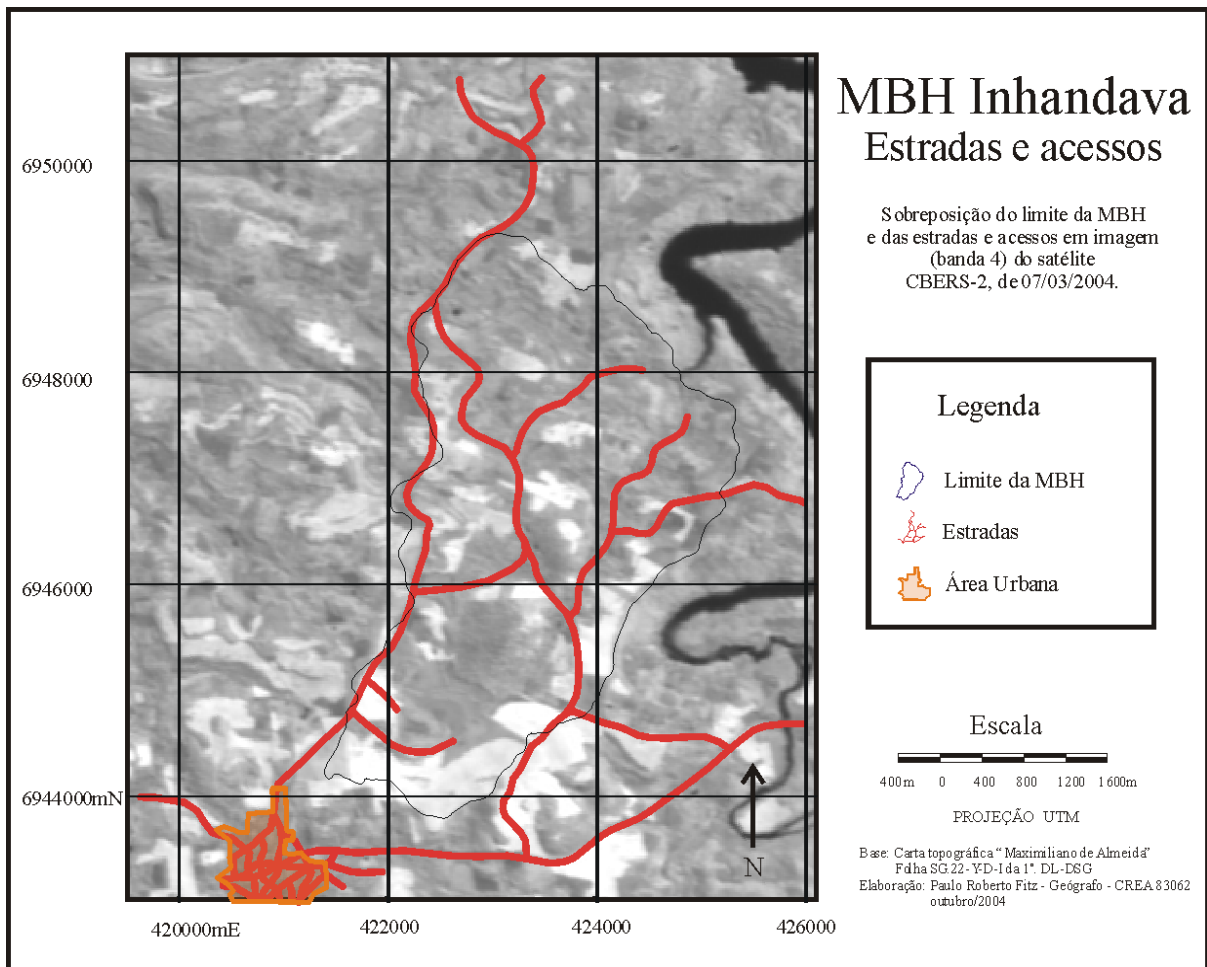 MBH Inhandava
Estradas e acessos
Sobreposição do limite da MBH
e das estradas e acessos em imagem
(banda 4) do satélite
CBERS-2, de 07/03/2004.
Legenda
Limite da MBH
Estradas
Área Urbana
Escala
400m 0 400 800 1200 1600m
PROJEÇÃO UTM
Base: Carta topográfica “Maximiliano de Almeida”
Folha SG.22-Y-D-I da 1ª. DL-DSG
Elaboração: Paulo Roberto Fitz - Geógrafo - CREA 83062
outubro/2004
N
6950000
6948000
6946000
6944000mN
420000mE 422000 424000 426000